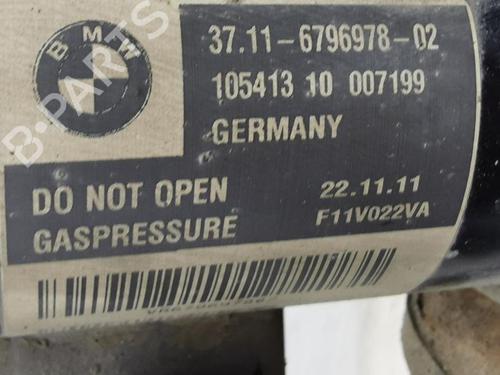 BMW
B-PARTS
37.11-6796978-02
105413 10 007199
GERMANY
DO NOT OPEN
22.11.11
GASPRESSURE
F11V022VA